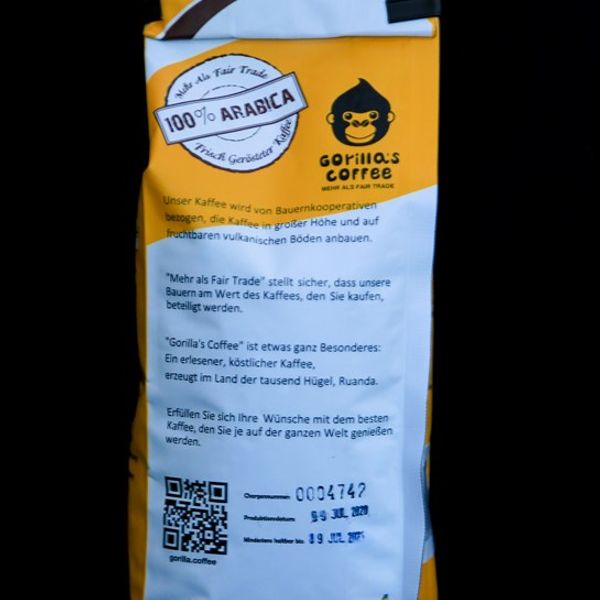 Mehr Als Fair Trade
100% ARABICA
Frisch Gerösteter Kaffee
GOrilla's
COFFEE
MEHR ALS FAIR TRADE
Unser Kaffee wird von Bauernkooperativen
bezogen, die Kaffee in großer Höhe und auf
fruchtbaren vulkanischen Böden anbauen.
"Mehr als Fair Trade" stellt sicher, dass unsere
Bauern am Wert des Kaffees, den Sie kaufen,
beteiligt werden.
"Gorilla's Coffee" ist etwas ganz Besonderes:
Ein erlesener, köstlicher Kaffee,
erzeugt im Land der tausend Hügel, Ruanda.
Erfüllen Sie sich Ihre Wünsche mit dem besten
Kaffee, den Sie je auf der ganzen Welt genießen
werden.
Chargennummer: 0004742
Produktionsdatum: JUL 2020
Mindestens haltbar bis: JUL
gorilla.coffee